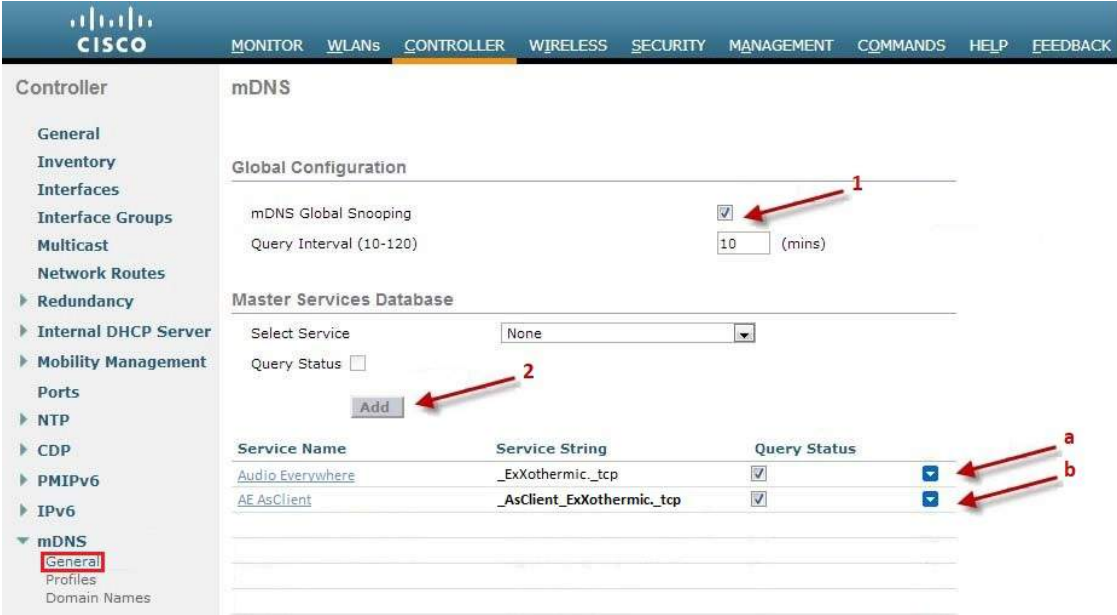 CISCO
MONITOR WLANs CONTROLLER WIRELESS SECURITY MANAGEMENT COMMANDS HELP FEEDBACK
Controller
General
Inventory
Interfaces
Interface Groups
Multicast
Network Routes
Redundancy
Internal DHCP Server
Mobility Management
Ports
NTP
CDP
PMIPv6
IPv6
mDNS
General
Profiles
Domain Names
mDNS
Global Configuration
1
mDNS Global Snooping
Query Interval (10-120) 10 (mins)
Master Services Database
Select Service None
Query Status
2
Add
Service Name Service String Query Status
a
Audio Everywhere _ExXothermic._tcp
b
AE AsClient _AsClient_ExXothermic._tcp